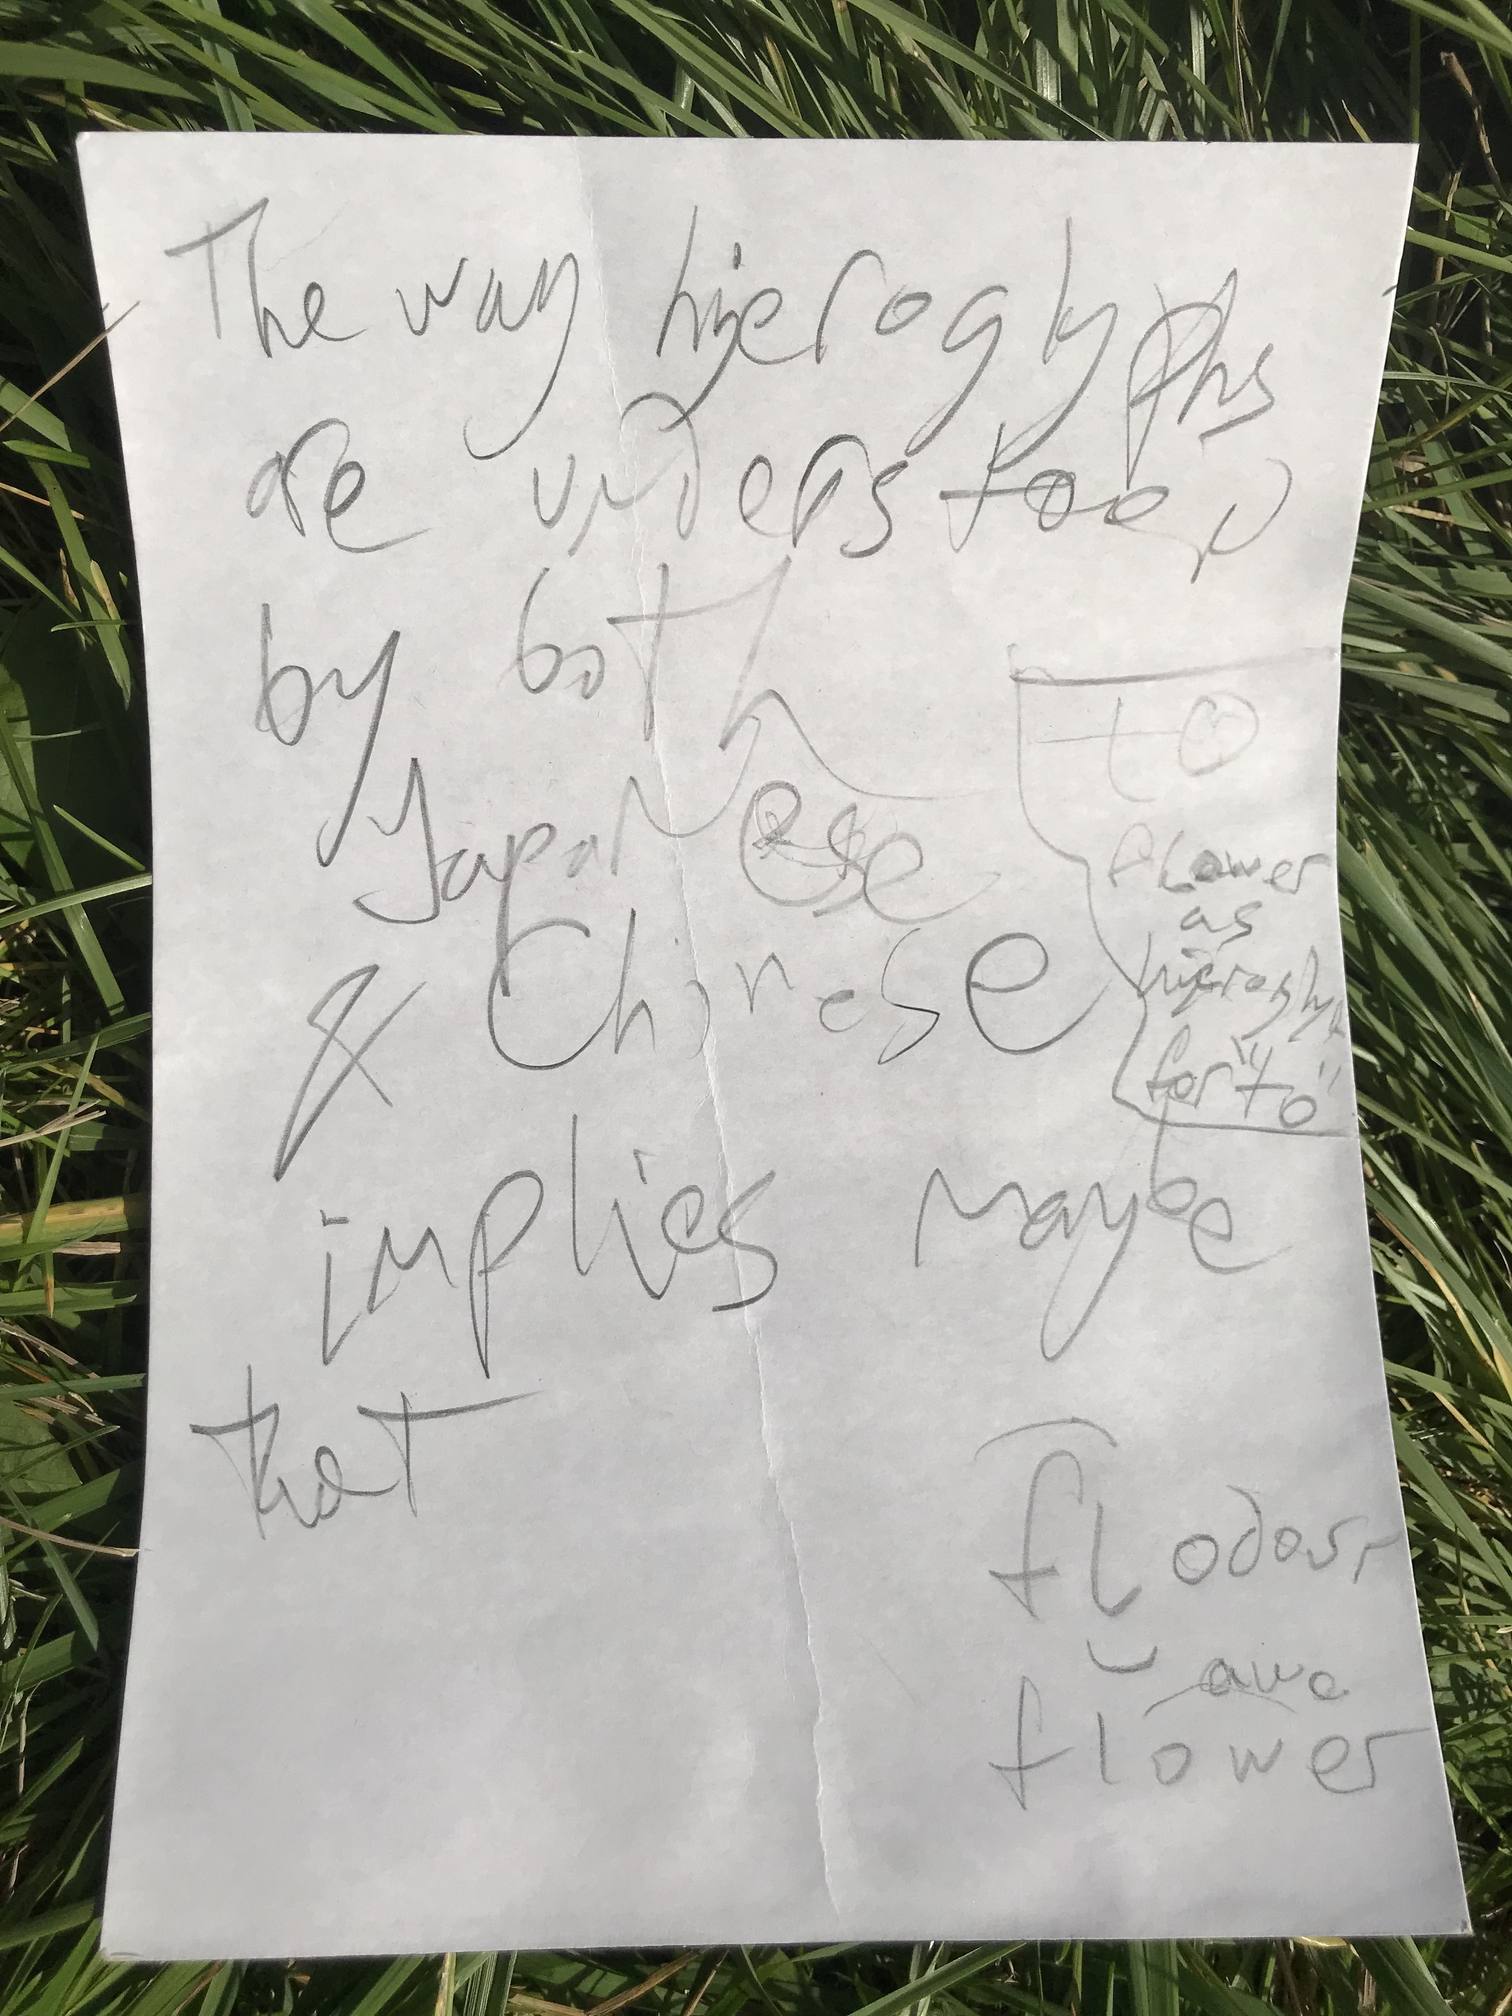 The way hieroglyphs
are understood
by both
Japanese
& Chinese
implies maybe
that
to
flower
as
for "to"
flodour
awe
flower